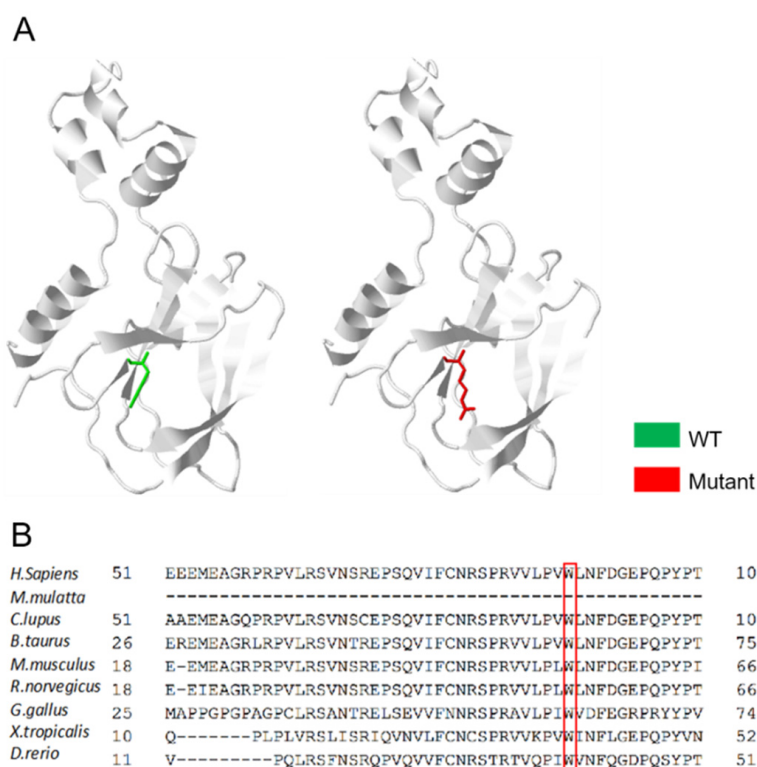 A
WT
Mutant
B
H.Sapiens 51 EEEMEAGRPRPVLRSVNSREPSQVIFCNRSPRVVLPVWLNFDGEPQPYPT 10
M.mulatta --------------------------------------------------
C.lupus 51 AAEMEAGQPRPVLRSVNSCEPSQVIFCNRSPRVVLPVWLNFDGEPQPYPT 10
B.taurus 26 EREMEAGRLRPVLRSVNTREPSQVIFCNRSPRVVLPVWLNFDGEPQPYPT 75
M.musculus 18 E-EMEAGRPRPVLRSVNSREPSQVIFCNRSPRVVLPLWLNFDGEPQPYPI 66
R.norvegicus 18 E-EIEAGRPRPVLRSVNSREPSQVIFCNRSPRVVLPLWLNFDGEPQPYPT 66
G.gallus 25 MAPPGPGPAGPCLRSANTRELSEVVFNNRSPRAVLPIWVDFEGRPRYYPV 74
X.tropicalis 10 Q-------PLPLVRSLISRIQVNVLFCNCSPRVVKPVWINFLGEPQPYVN 52
D.rerio 11 V---------PQLRSFNSRQPVQVVFCNRSTRTVQPIWVNFQGDPQSYPT 51